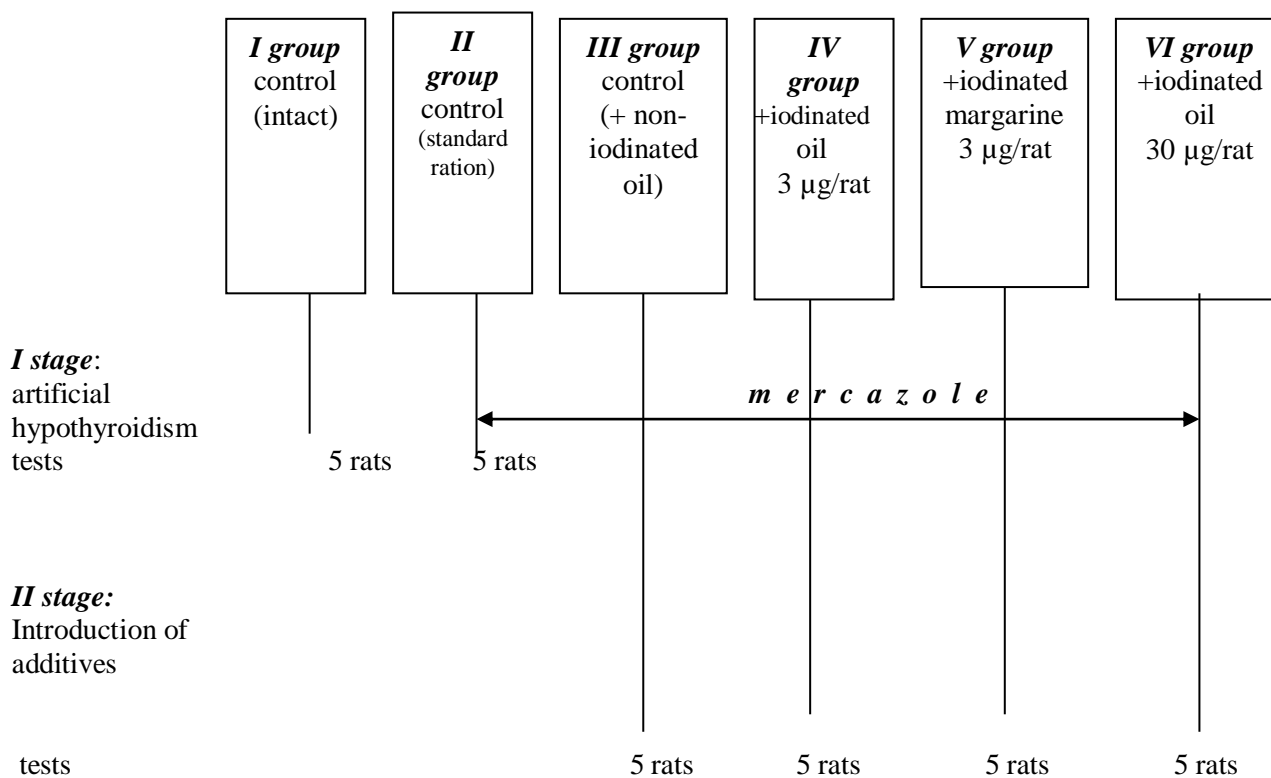 I group
control
(intact)
II
group
control
(standard
ration)
III group
control
(+ non-
iodinated
oil)
IV
group
+iodinated
oil
3 µg/rat
V group
+iodinated
margarine
3 µg/rat
VI group
+iodinated
oil
30 µg/rat
I stage:
artificial
hypothyroidism
tests
m e r c a z o l e
5 rats
5 rats
II stage:
Introduction of
additives
tests
5 rats
5 rats
5 rats
5 rats